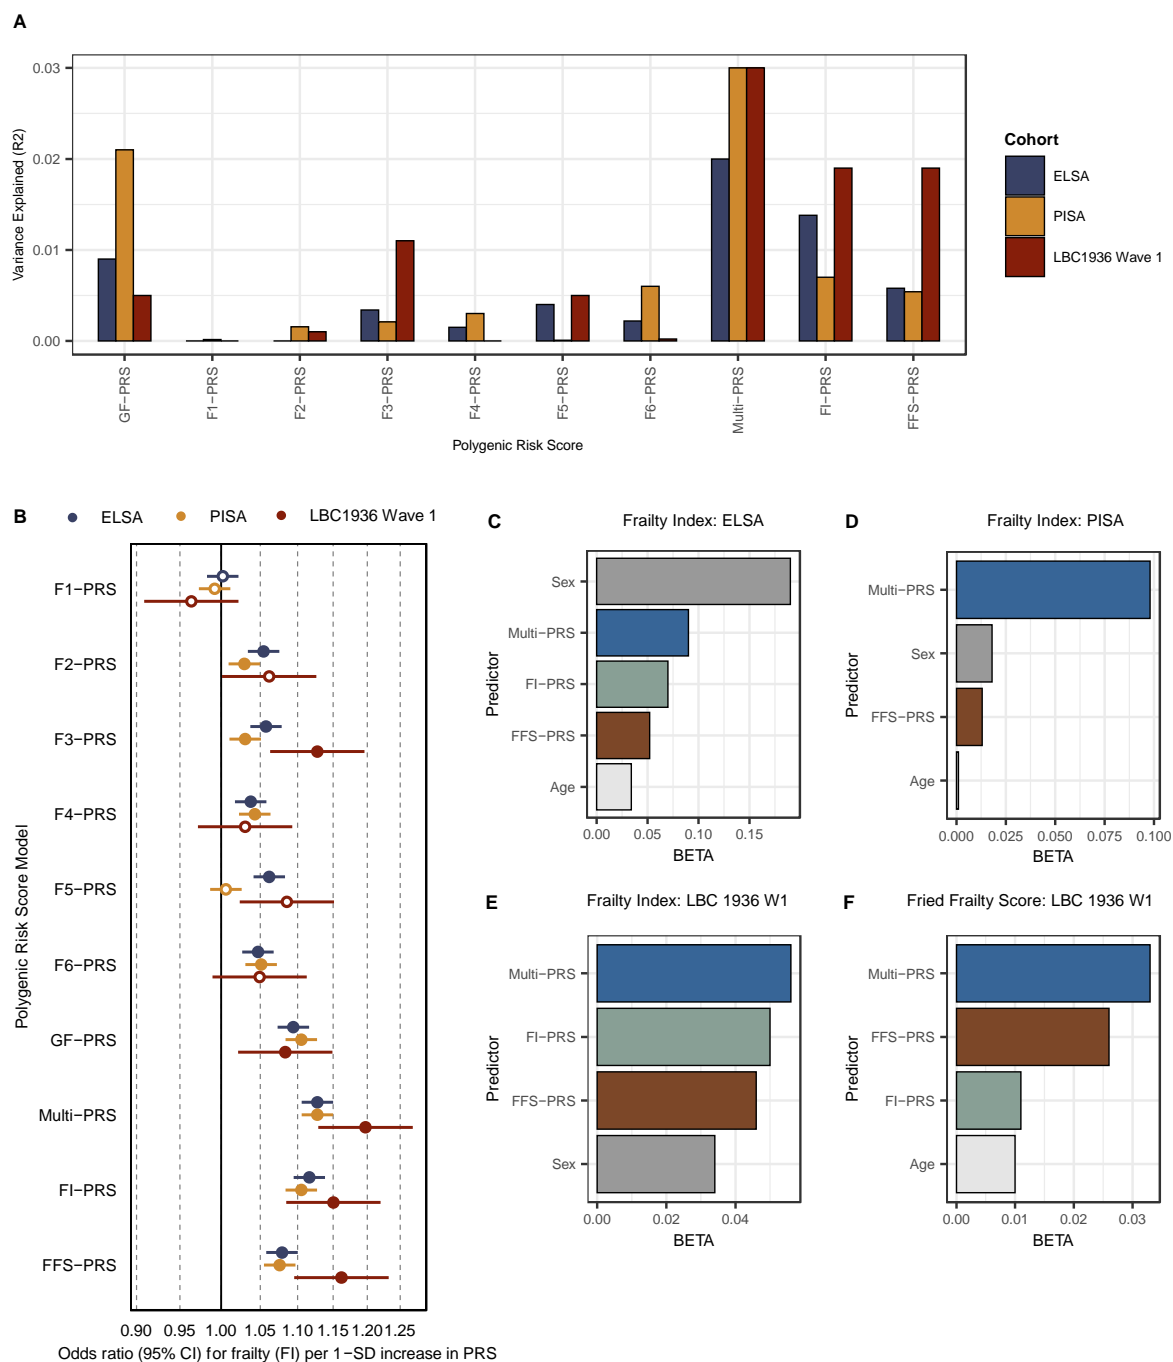 A
0.03
0.02
0.01
0.00
Variance Explained (R2)
GF−PRS
F1−PRS
F2−PRS
F3−PRS
F4−PRS
F5−PRS
F6−PRS
Multi−PRS
FI−PRS
FFS−PRS
Polygenic Risk Score
Cohort
ELSA
PISA
LBC1936 Wave 1
B
ELSA PISA LBC1936 Wave 1
Polygenic Risk Score Model
F1−PRS
F2−PRS
F3−PRS
F4−PRS
F5−PRS
F6−PRS
GF−PRS
Multi−PRS
FI−PRS
FFS−PRS
0.90 0.95 1.00 1.05 1.10 1.15 1.20 1.25
Odds ratio (95% CI) for frailty (FI) per 1−SD increase in PRS
C
Frailty Index: ELSA
Predictor
Sex
Multi−PRS
FI−PRS
FFS−PRS
Age
0.00 0.05 0.10 0.15
BETA
D
Frailty Index: PISA
Predictor
Multi−PRS
Sex
FFS−PRS
Age
0.000 0.025 0.050 0.075 0.100
BETA
E
Frailty Index: LBC 1936 W1
Predictor
Multi−PRS
FI−PRS
FFS−PRS
Sex
0.00 0.02 0.04
BETA
F
Fried Frailty Score: LBC 1936 W1
Predictor
Multi−PRS
FFS−PRS
FI−PRS
Age
0.00 0.01 0.02 0.03
BETA